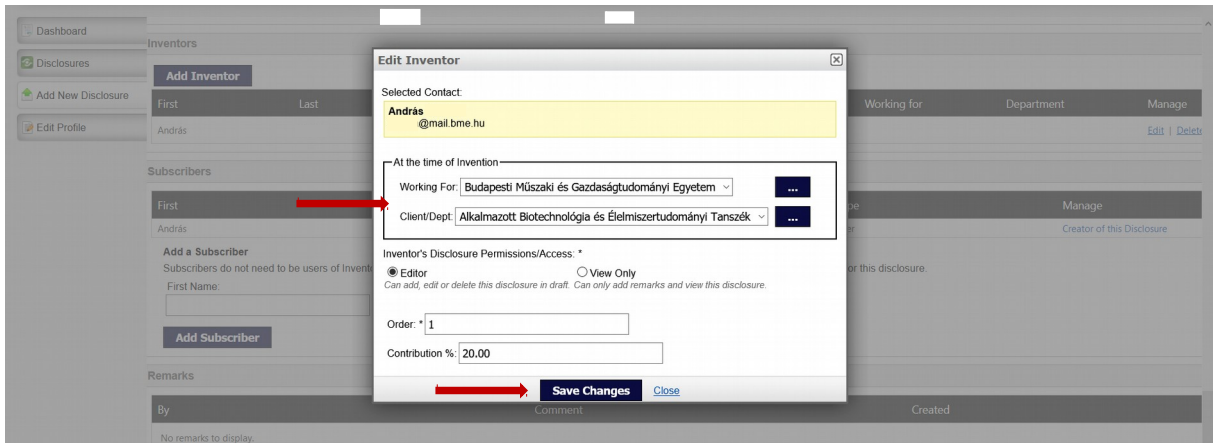 Dashboard
Disclosures
Add New Disclosure
Edit Profile
Inventors
Add Inventor
First Last Working for Department Manage
András Edit | Delete
Subscribers
First Manage
András Creator of this Disclosure
Add a Subscriber
Subscribers do not need to be users of or this disclosure.
First Name:
Add Subscriber
Remarks
By Comment Created
No remarks to display.
Edit Inventor
Selected Contact:
András
@mail.bme.hu
At the time of Invention
Working For: Budapesti Műszaki és Gazdaságtudományi Egyetem ...
Client/Dept: Alkalmazott Biotechnológia és Élelmiszertudományi Tanszék ...
Inventor's Disclosure Permissions/Access: *
Editor View Only
Can add, edit or delete this disclosure in draft. Can only add remarks and view this disclosure.
Order: * 1
Contribution %: 20.00
Save Changes Close